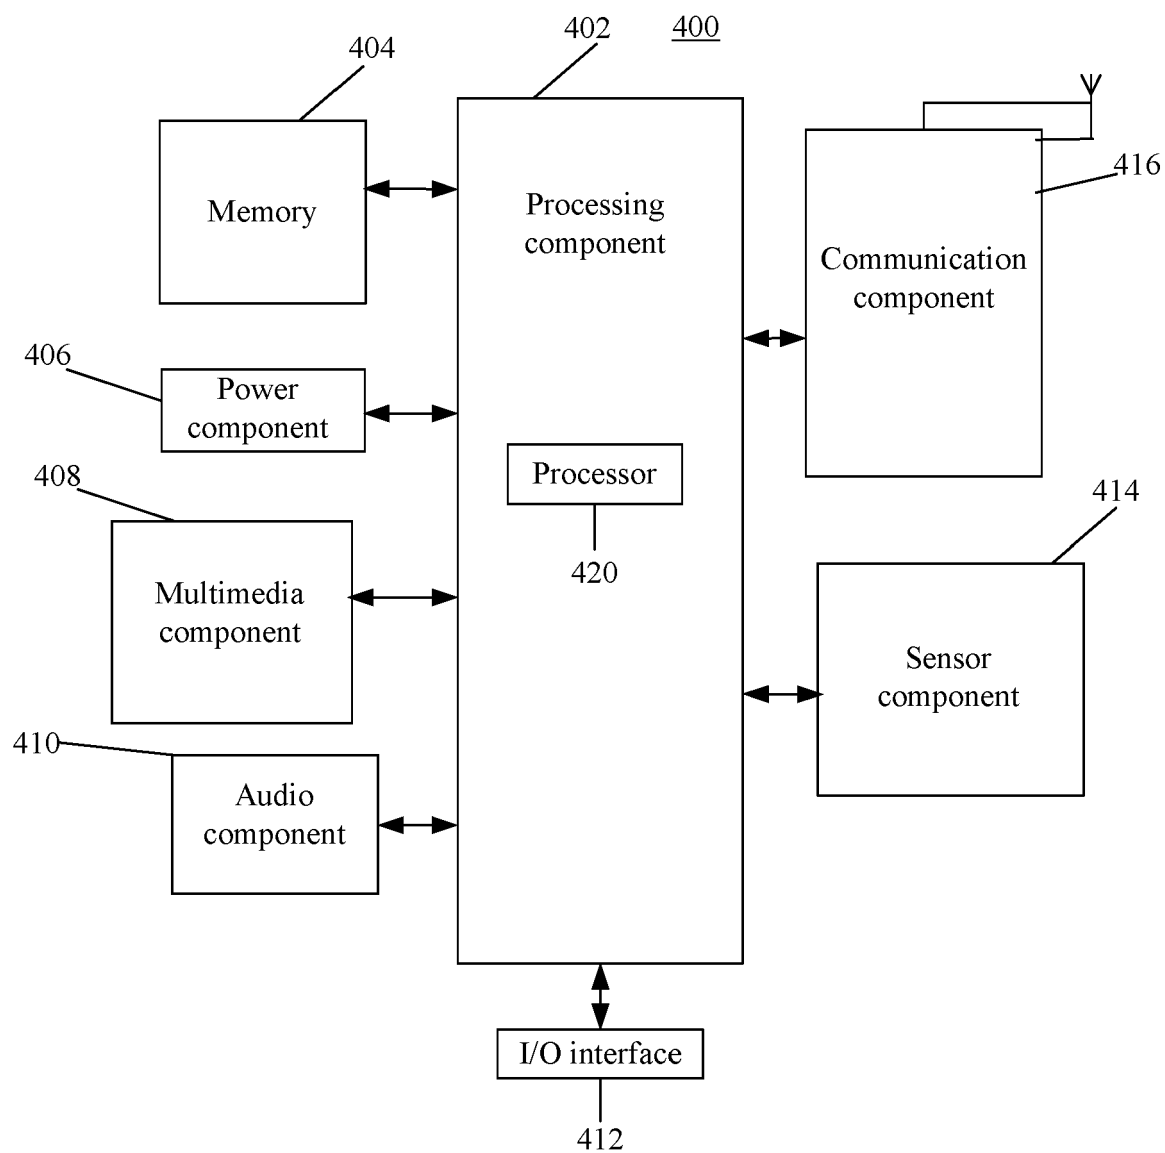 402
400
404
Memory
Processing
component
416
Communication
component
406
Power
component
408
Processor
420
414
Multimedia
component
Sensor
component
410
Audio
component
I/O interface
412